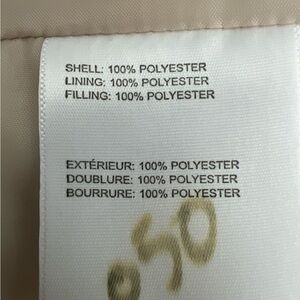 SHELL: 100% POLYESTER
LINING: 100% POLYESTER
FILLING: 100% POLYESTER
EXTÉRIEUR: 100% POLYESTER
DOUBLURE: 100% POLYESTER
BOURRURE: 100% POLYESTER